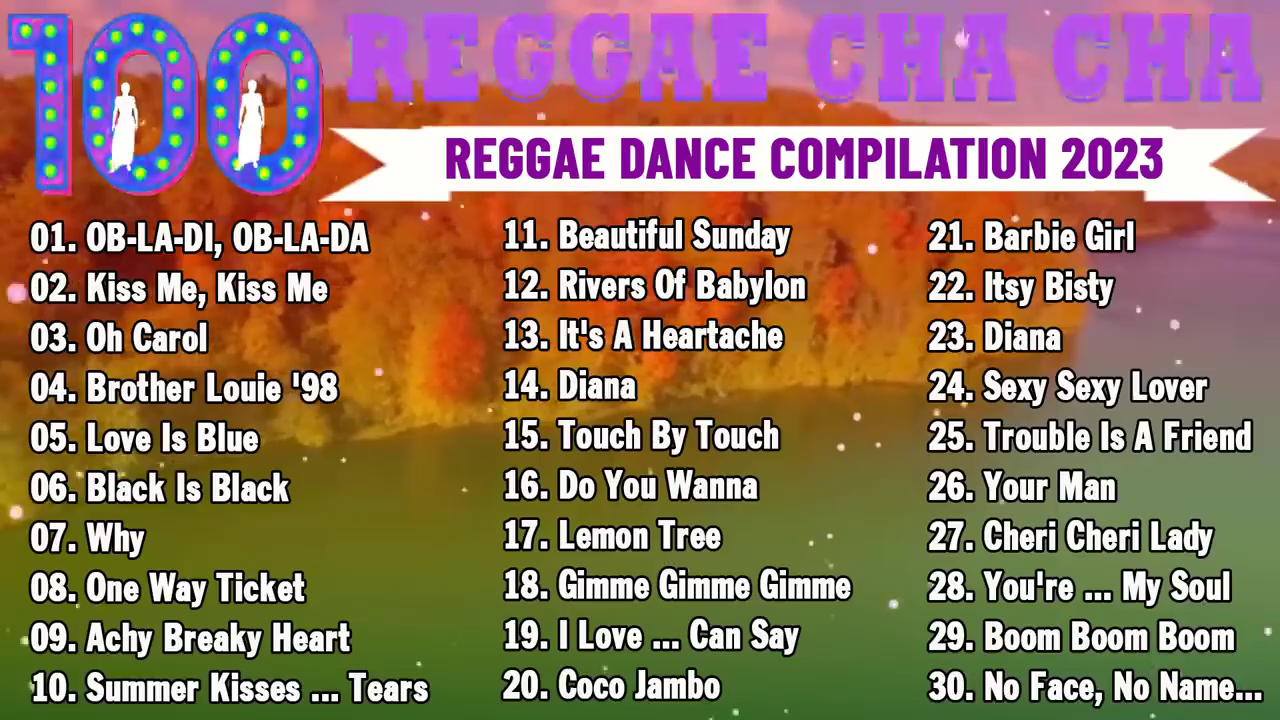 100 REGGAE CHA CHA
REGGAE DANCE COMPILATION 2023
01. OB-LA-DI, OB-LA-DA
02. Kiss Me, Kiss Me
03. Oh Carol
04. Brother Louie '98
05. Love Is Blue
06. Black Is Black
07. Why
08. One Way Ticket
09. Achy Breaky Heart
10. Summer Kisses ... Tears
11. Beautiful Sunday
12. Rivers Of Babylon
13. It's A Heartache
14. Diana
15. Touch By Touch
16. Do You Wanna
17. Lemon Tree
18. Gimme Gimme Gimme
19. I Love ... Can Say
20. Coco Jambo
21. Barbie Girl
22. Itsy Bisty
23. Diana
24. Sexy Sexy Lover
25. Trouble Is A Friend
26. Your Man
27. Cheri Cheri Lady
28. You're ... My Soul
29. Boom Boom Boom
30. No Face, No Name...